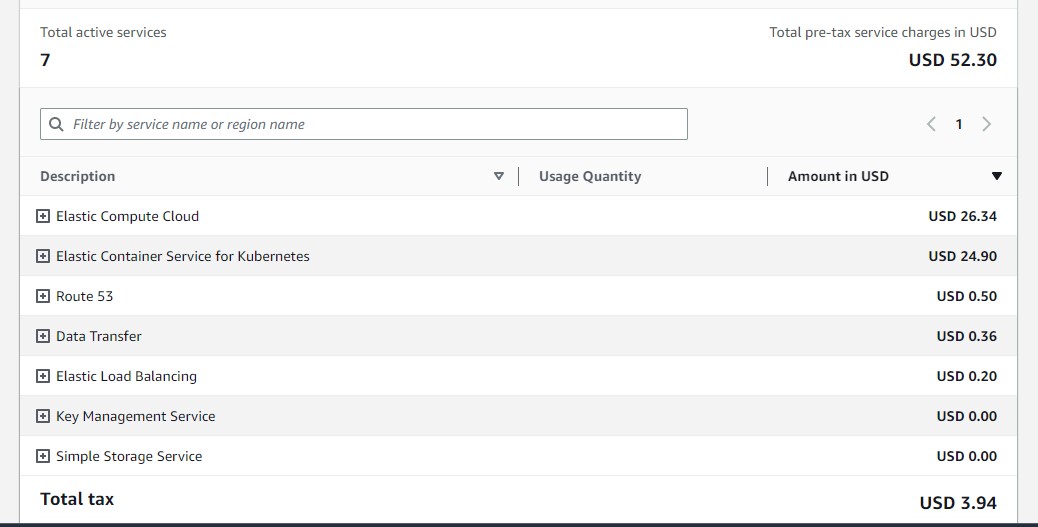 Total active services
Total pre-tax service charges in USD
7
USD 52.30
Filter by service name or region name
1
Description Usage Quantity Amount in USD
Elastic Compute Cloud USD 26.34
Elastic Container Service for Kubernetes USD 24.90
Route 53 USD 0.50
Data Transfer USD 0.36
Elastic Load Balancing USD 0.20
Key Management Service USD 0.00
Simple Storage Service USD 0.00
Total tax USD 3.94